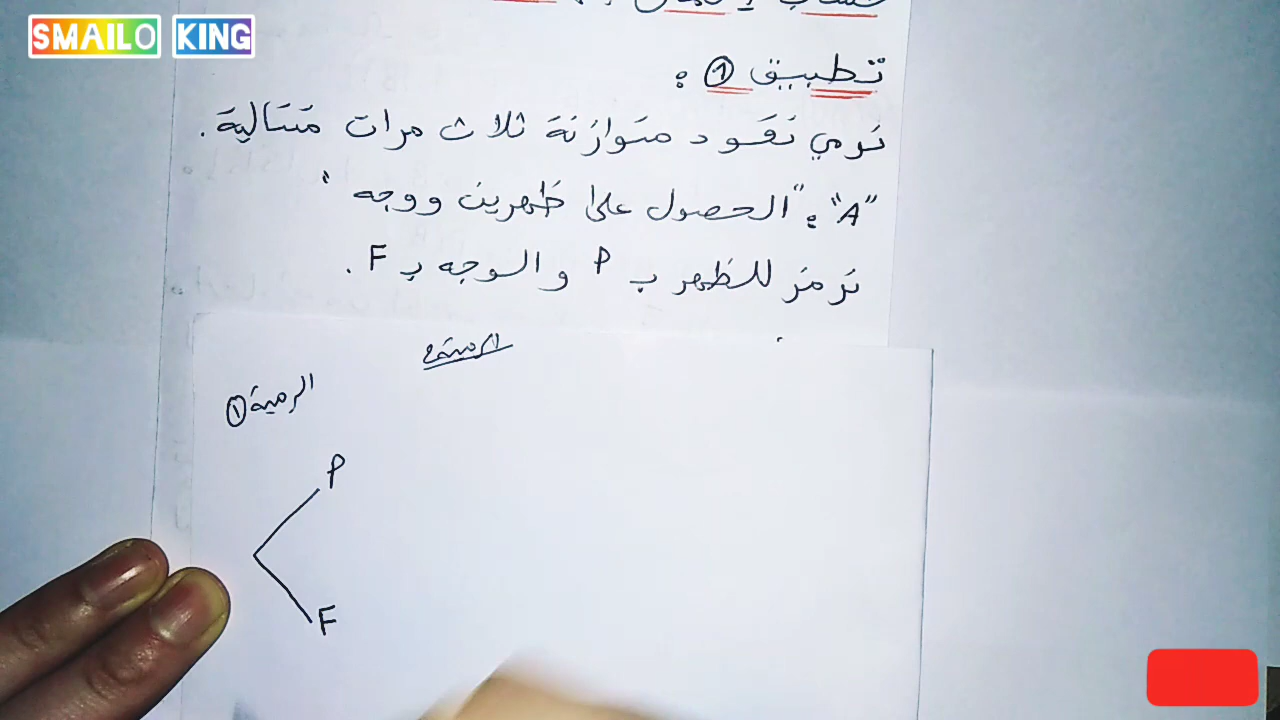 SMAILO KING
تطبيق ① :
نرمي نقود متوازنة ثلاث مرات متتالية.
"A" : "الحصول على ظهرين ووجه"
نرمز للظهر بـ P والوجه بـ F.
الرمية ①
P
F